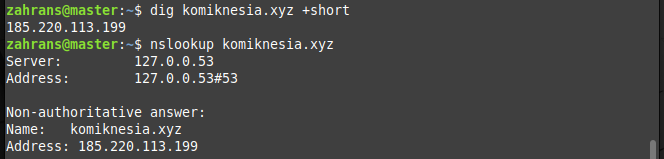 zahrans@master:~$ dig komiknesia.xyz +short
185.220.113.199
zahrans@master:~$ nslookup komiknesia.xyz
Server:         127.0.0.53
Address:        127.0.0.53#53

Non-authoritative answer:
Name:   komiknesia.xyz
Address: 185.220.113.199